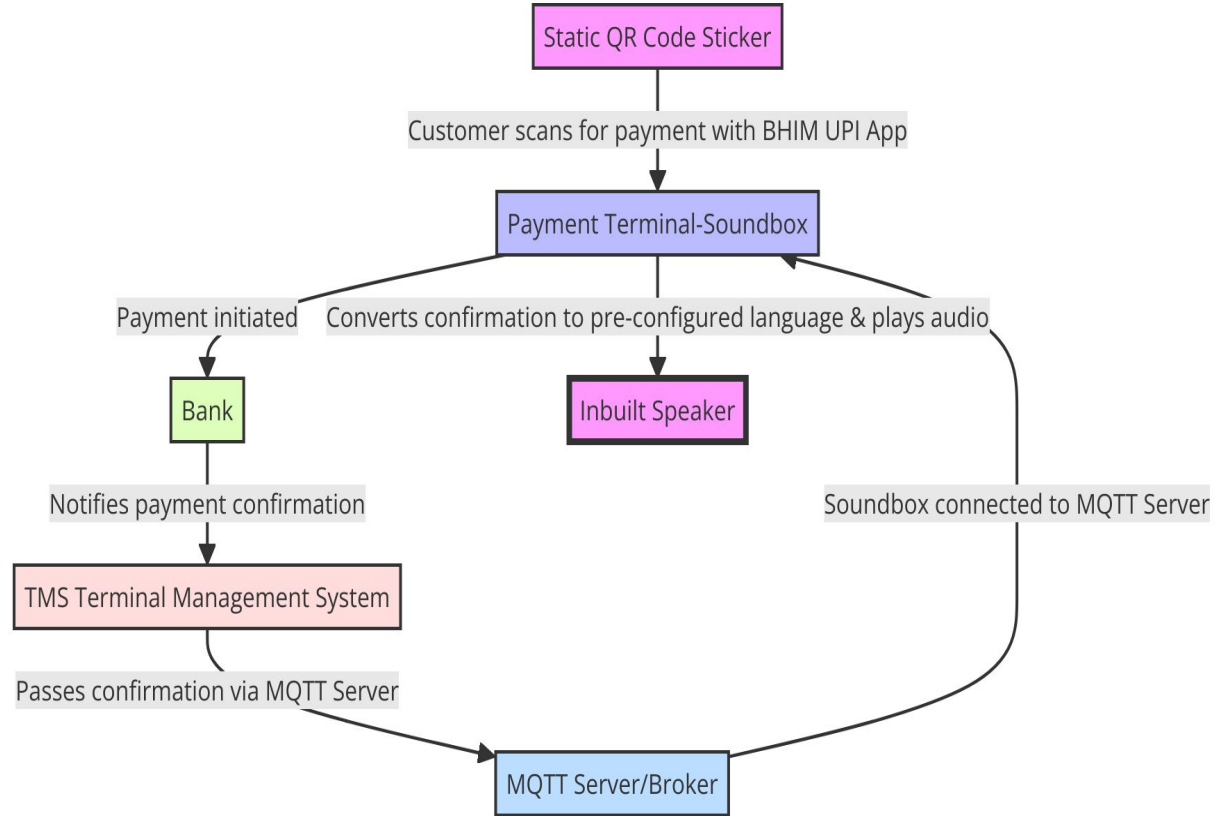 Static QR Code Sticker
Customer scans for payment with BHIM UPI App
Payment Terminal-Soundbox
Payment initiated
Converts confirmation to pre-configured language & plays audio
Bank
Inbuilt Speaker
Notifies payment confirmation
Soundbox connected to MQTT Server
TMS Terminal Management System
Passes confirmation via MQTT Server
MQTT Server/Broker